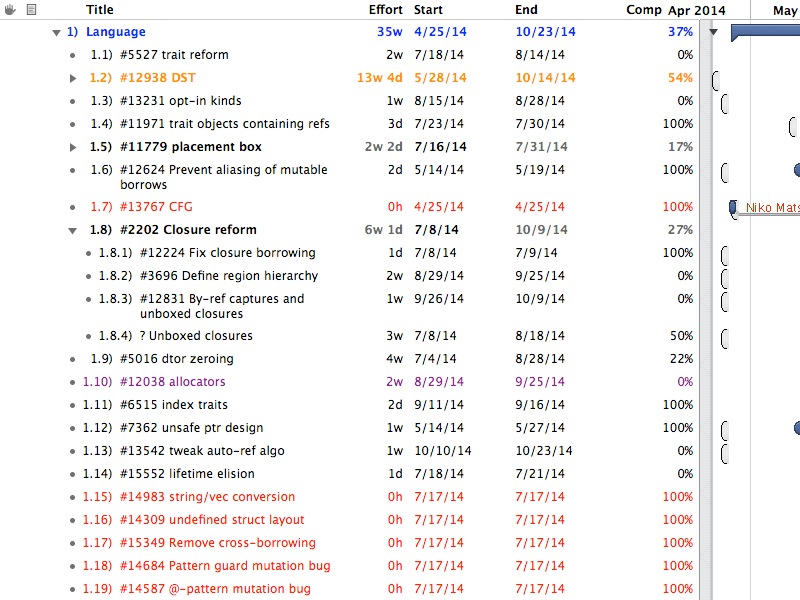 Title Effort Start End Comp Apr 2014 May
1) Language 35w 4/25/14 10/23/14 37%
1.1) #5527 trait reform 2w 7/18/14 8/14/14 0%
1.2) #12938 DST 13w 4d 5/28/14 10/14/14 54%
1.3) #13231 opt-in kinds 1w 8/15/14 8/28/14 0%
1.4) #11971 trait objects containing refs 3d 7/23/14 7/30/14 100%
1.5) #11779 placement box 2w 2d 7/16/14 7/31/14 17%
1.6) #12624 Prevent aliasing of mutable 2d 5/14/14 5/19/14 100%
borrows
1.7) #13767 CFG 0h 4/25/14 4/25/14 100% Niko Mats
1.8) #2202 Closure reform 6w 1d 7/8/14 10/9/14 27%
1.8.1) #12224 Fix closure borrowing 1d 7/8/14 7/9/14 100%
1.8.2) #3696 Define region hierarchy 2w 8/29/14 9/25/14 0%
1.8.3) #12831 By-ref captures and 1w 9/26/14 10/9/14 0%
unboxed closures
1.8.4) ? Unboxed closures 3w 7/8/14 8/18/14 50%
1.9) #5016 dtor zeroing 4w 7/4/14 8/28/14 22%
1.10) #12038 allocators 2w 8/29/14 9/25/14 0%
1.11) #6515 index traits 2d 9/11/14 9/16/14 100%
1.12) #7362 unsafe ptr design 1w 5/14/14 5/27/14 100%
1.13) #13542 tweak auto-ref algo 1w 10/10/14 10/23/14 0%
1.14) #15552 lifetime elision 1d 7/18/14 7/21/14 0%
1.15) #14983 string/vec conversion 0h 7/17/14 7/17/14 100%
1.16) #14309 undefined struct layout 0h 7/17/14 7/17/14 100%
1.17) #15349 Remove cross-borrowing 0h 7/17/14 7/17/14 100%
1.18) #14684 Pattern guard mutation bug 0h 7/17/14 7/17/14 100%
1.19) #14587 @-pattern mutation bug 0h 7/17/14 7/17/14 100%